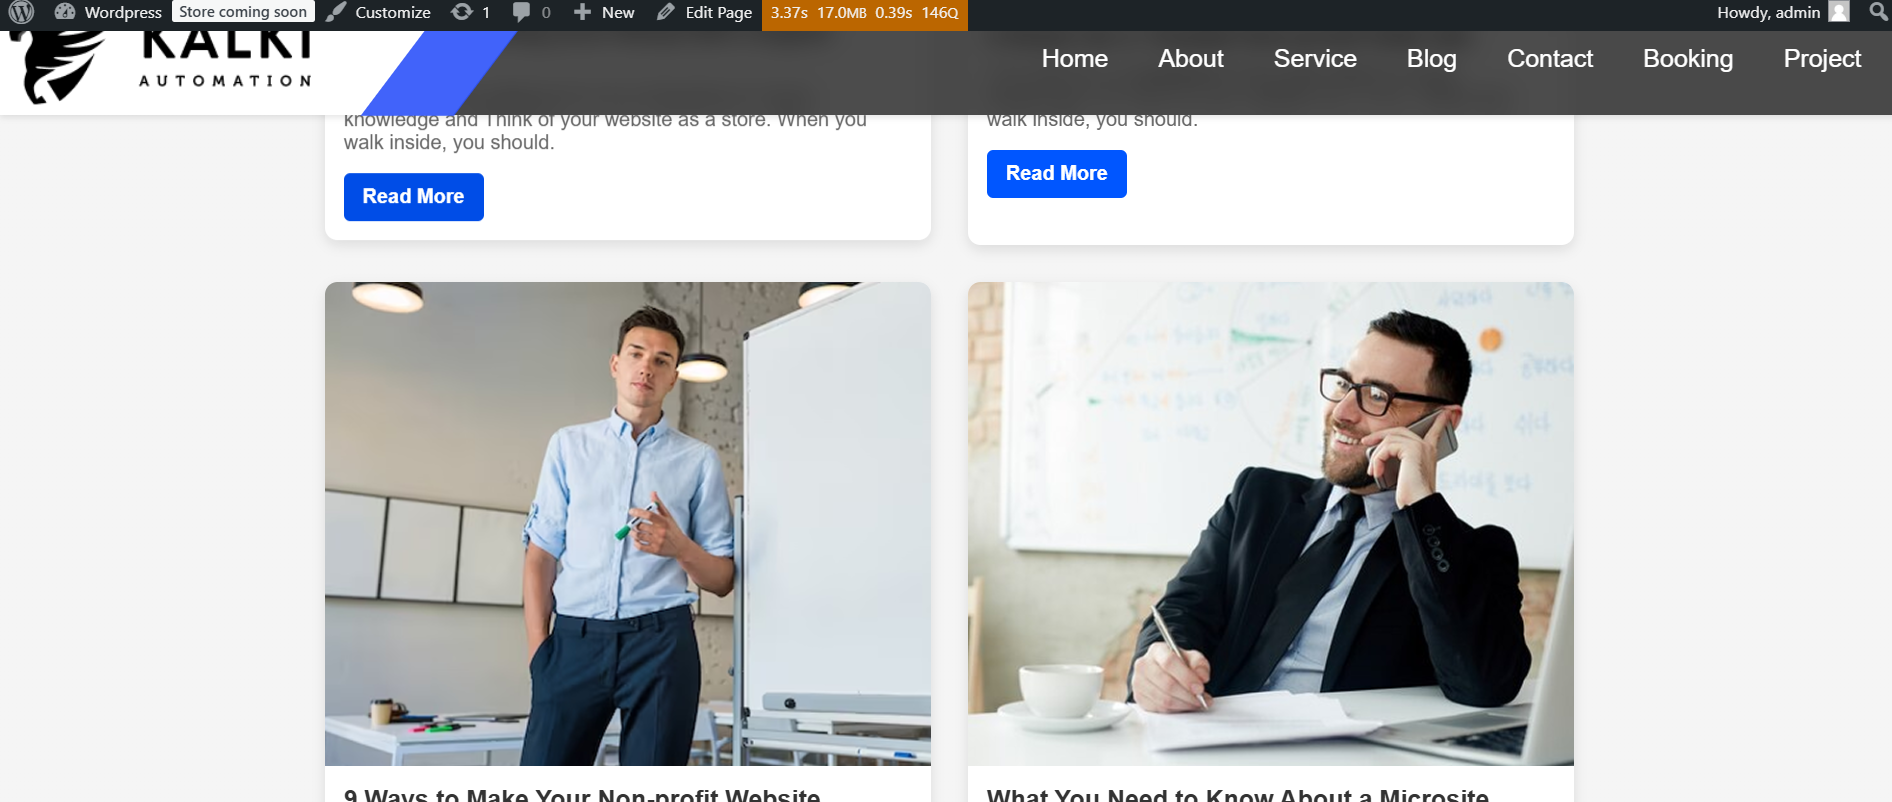 Wordpress Store coming soon Customize 1 0 New Edit Page 3.37s 17.0MB 0.39s 146Q Howdy, admin
KALKI
AUTOMATION
Home About Service Blog Contact Booking Project
knowledge and Think of your website as a store. When you
walk inside, you should.
Read More
walk inside, you should.
Read More
9 Ways to Make Your Non-profit Website
What You Need to Know About a Microsite